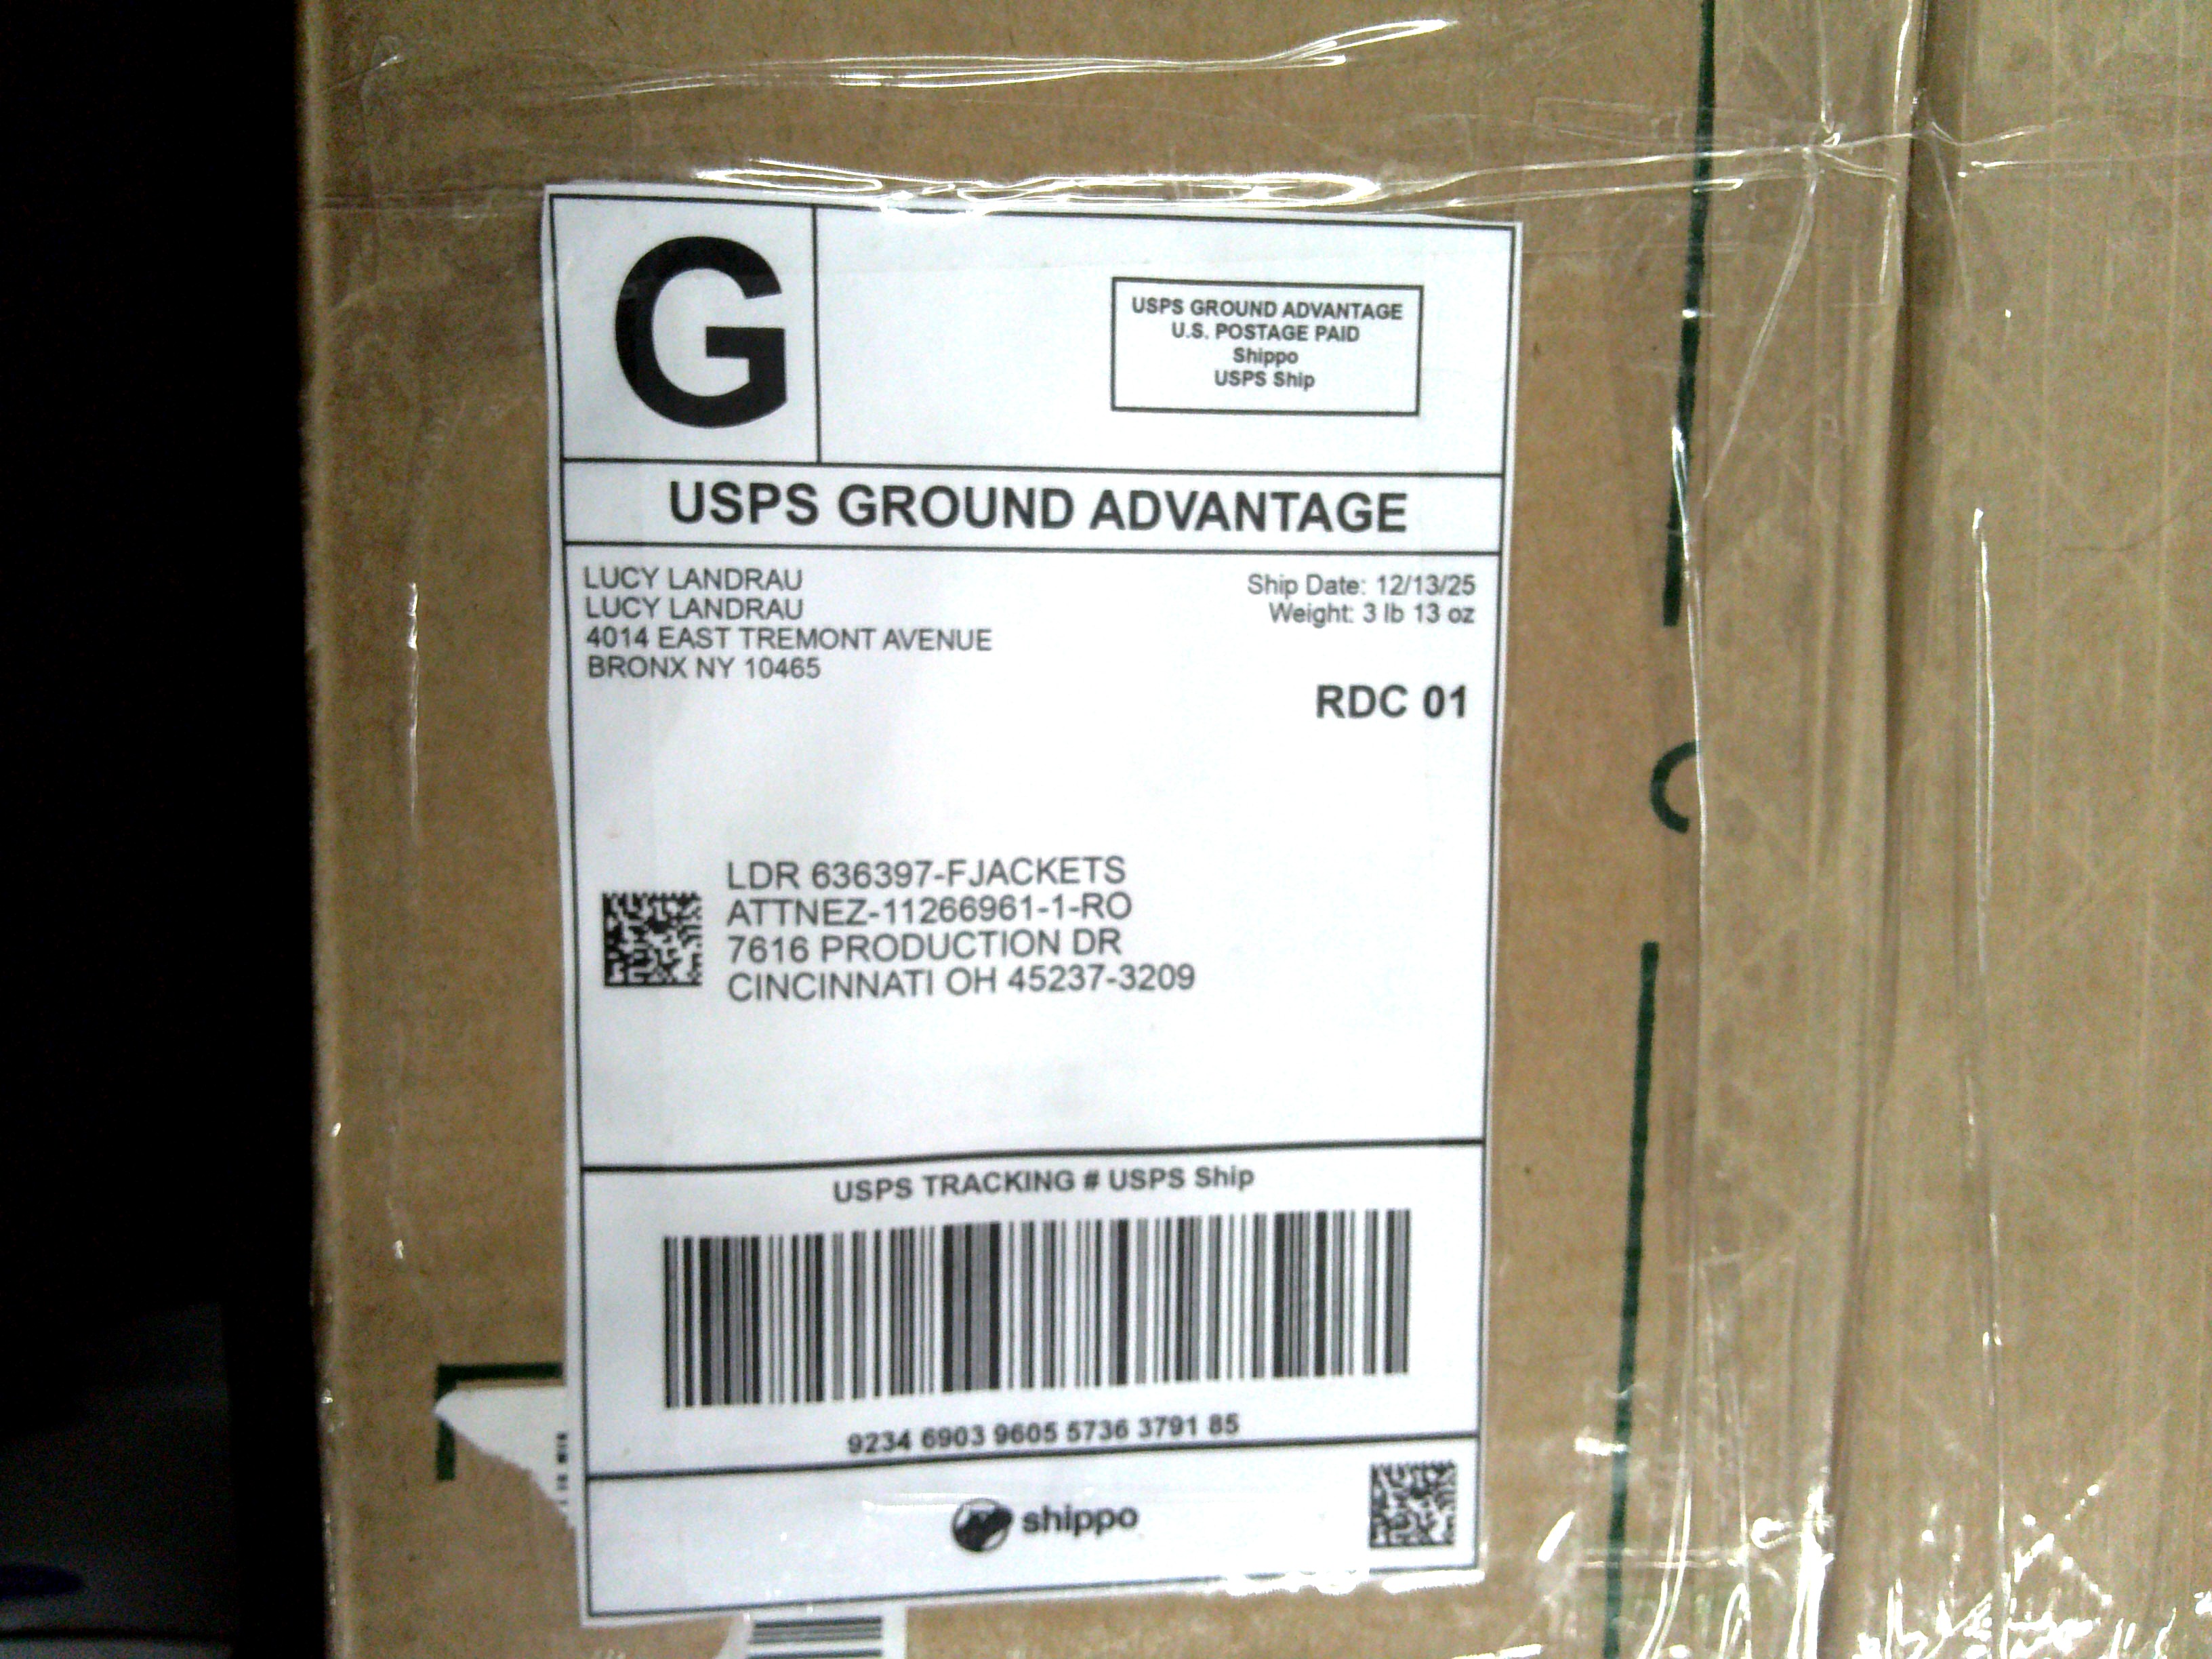 G
USPS GROUND ADVANTAGE
U.S. POSTAGE PAID
Shippo
USPS Ship
USPS GROUND ADVANTAGE
LUCY LANDRAU
LUCY LANDRAU
4014 EAST TREMONT AVENUE
BRONX NY 10465
Ship Date: 12/13/25
Weight: 3 lb 13 oz
RDC 01
LDR 636397-FJACKETS
ATTNEZ-11266961-1-RO
7616 PRODUCTION DR
CINCINNATI OH 45237-3209
USPS TRACKING # USPS Ship
9234 6903 9605 5736 3791 85
shippo